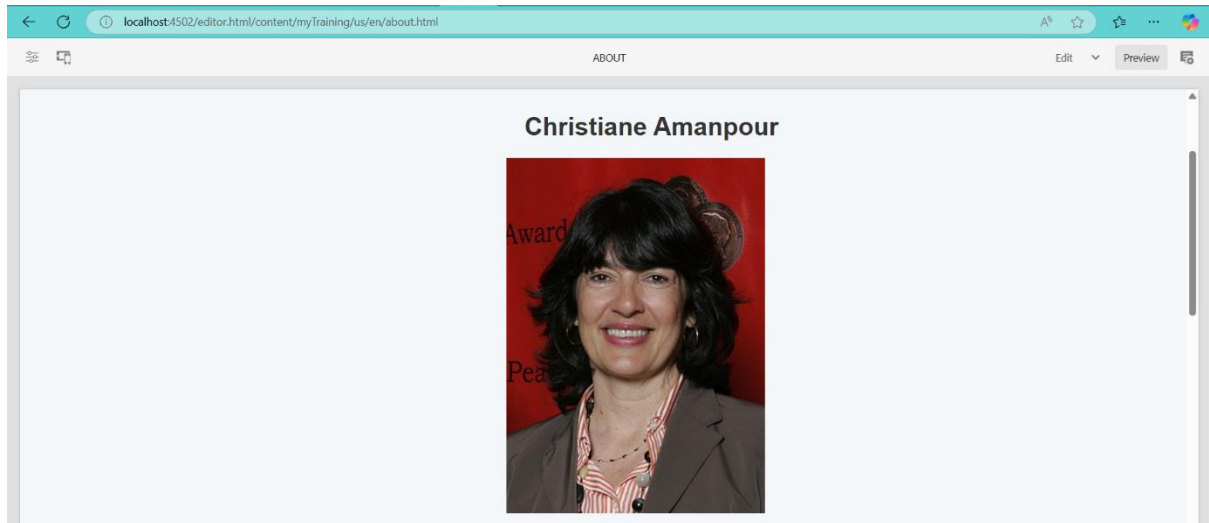 localhost:4502/editor.html/content/myTraining/us/en/about.html
ABOUT
Edit
Preview
Christiane Amanpour
Award
Pea